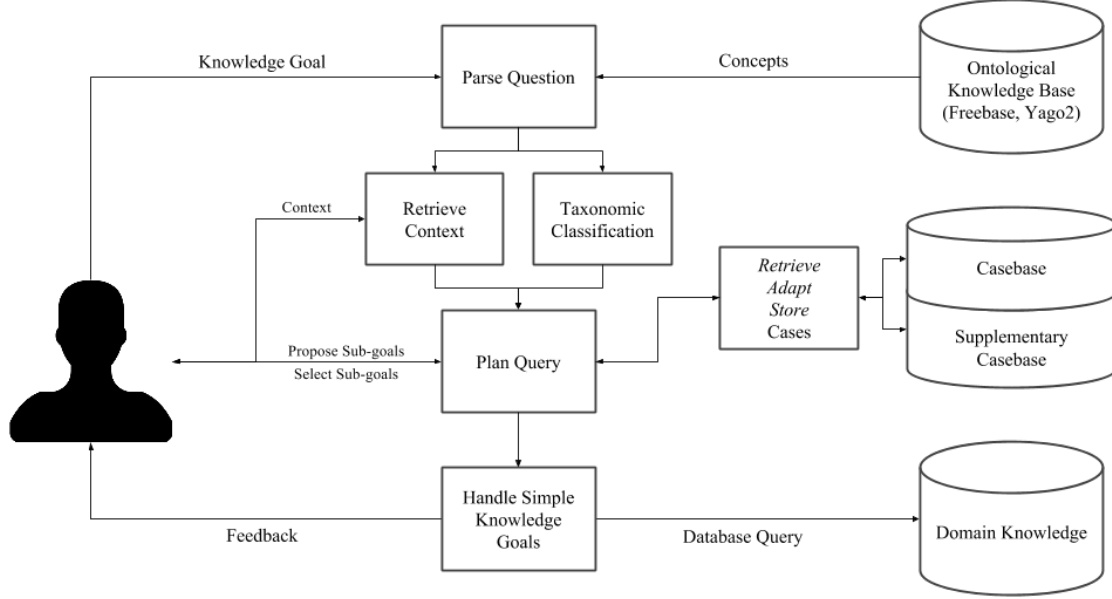 Knowledge Goal
Parse Question
Concepts
Ontological
Knowledge Base
(Freebase, Yago2)
Context
Retrieve
Context
Taxonomic
Classification
Retrieve
Adapt
Store
Cases
Casebase
Supplementary
Casebase
Propose Sub-goals
Select Sub-goals
Plan Query
Handle Simple
Knowledge
Goals
Feedback
Database Query
Domain Knowledge